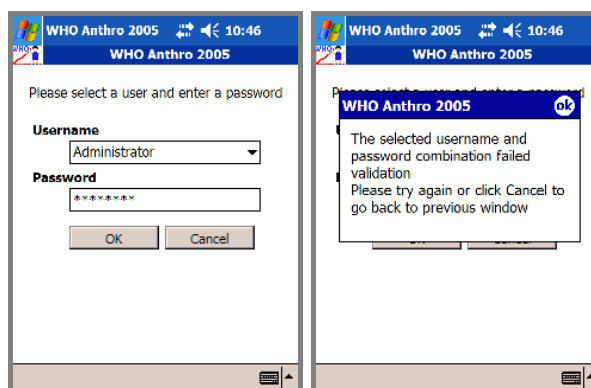 WHO Anthro 2005 10:46
WHO Anthro 2005
Please select a user and enter a password
Username
Administrator
Password
********
OK Cancel
WHO Anthro 2005 10:46
WHO Anthro 2005
WHO Anthro 2005 ok
The selected username and
password combination failed
validation
Please try again or click Cancel to
go back to previous window